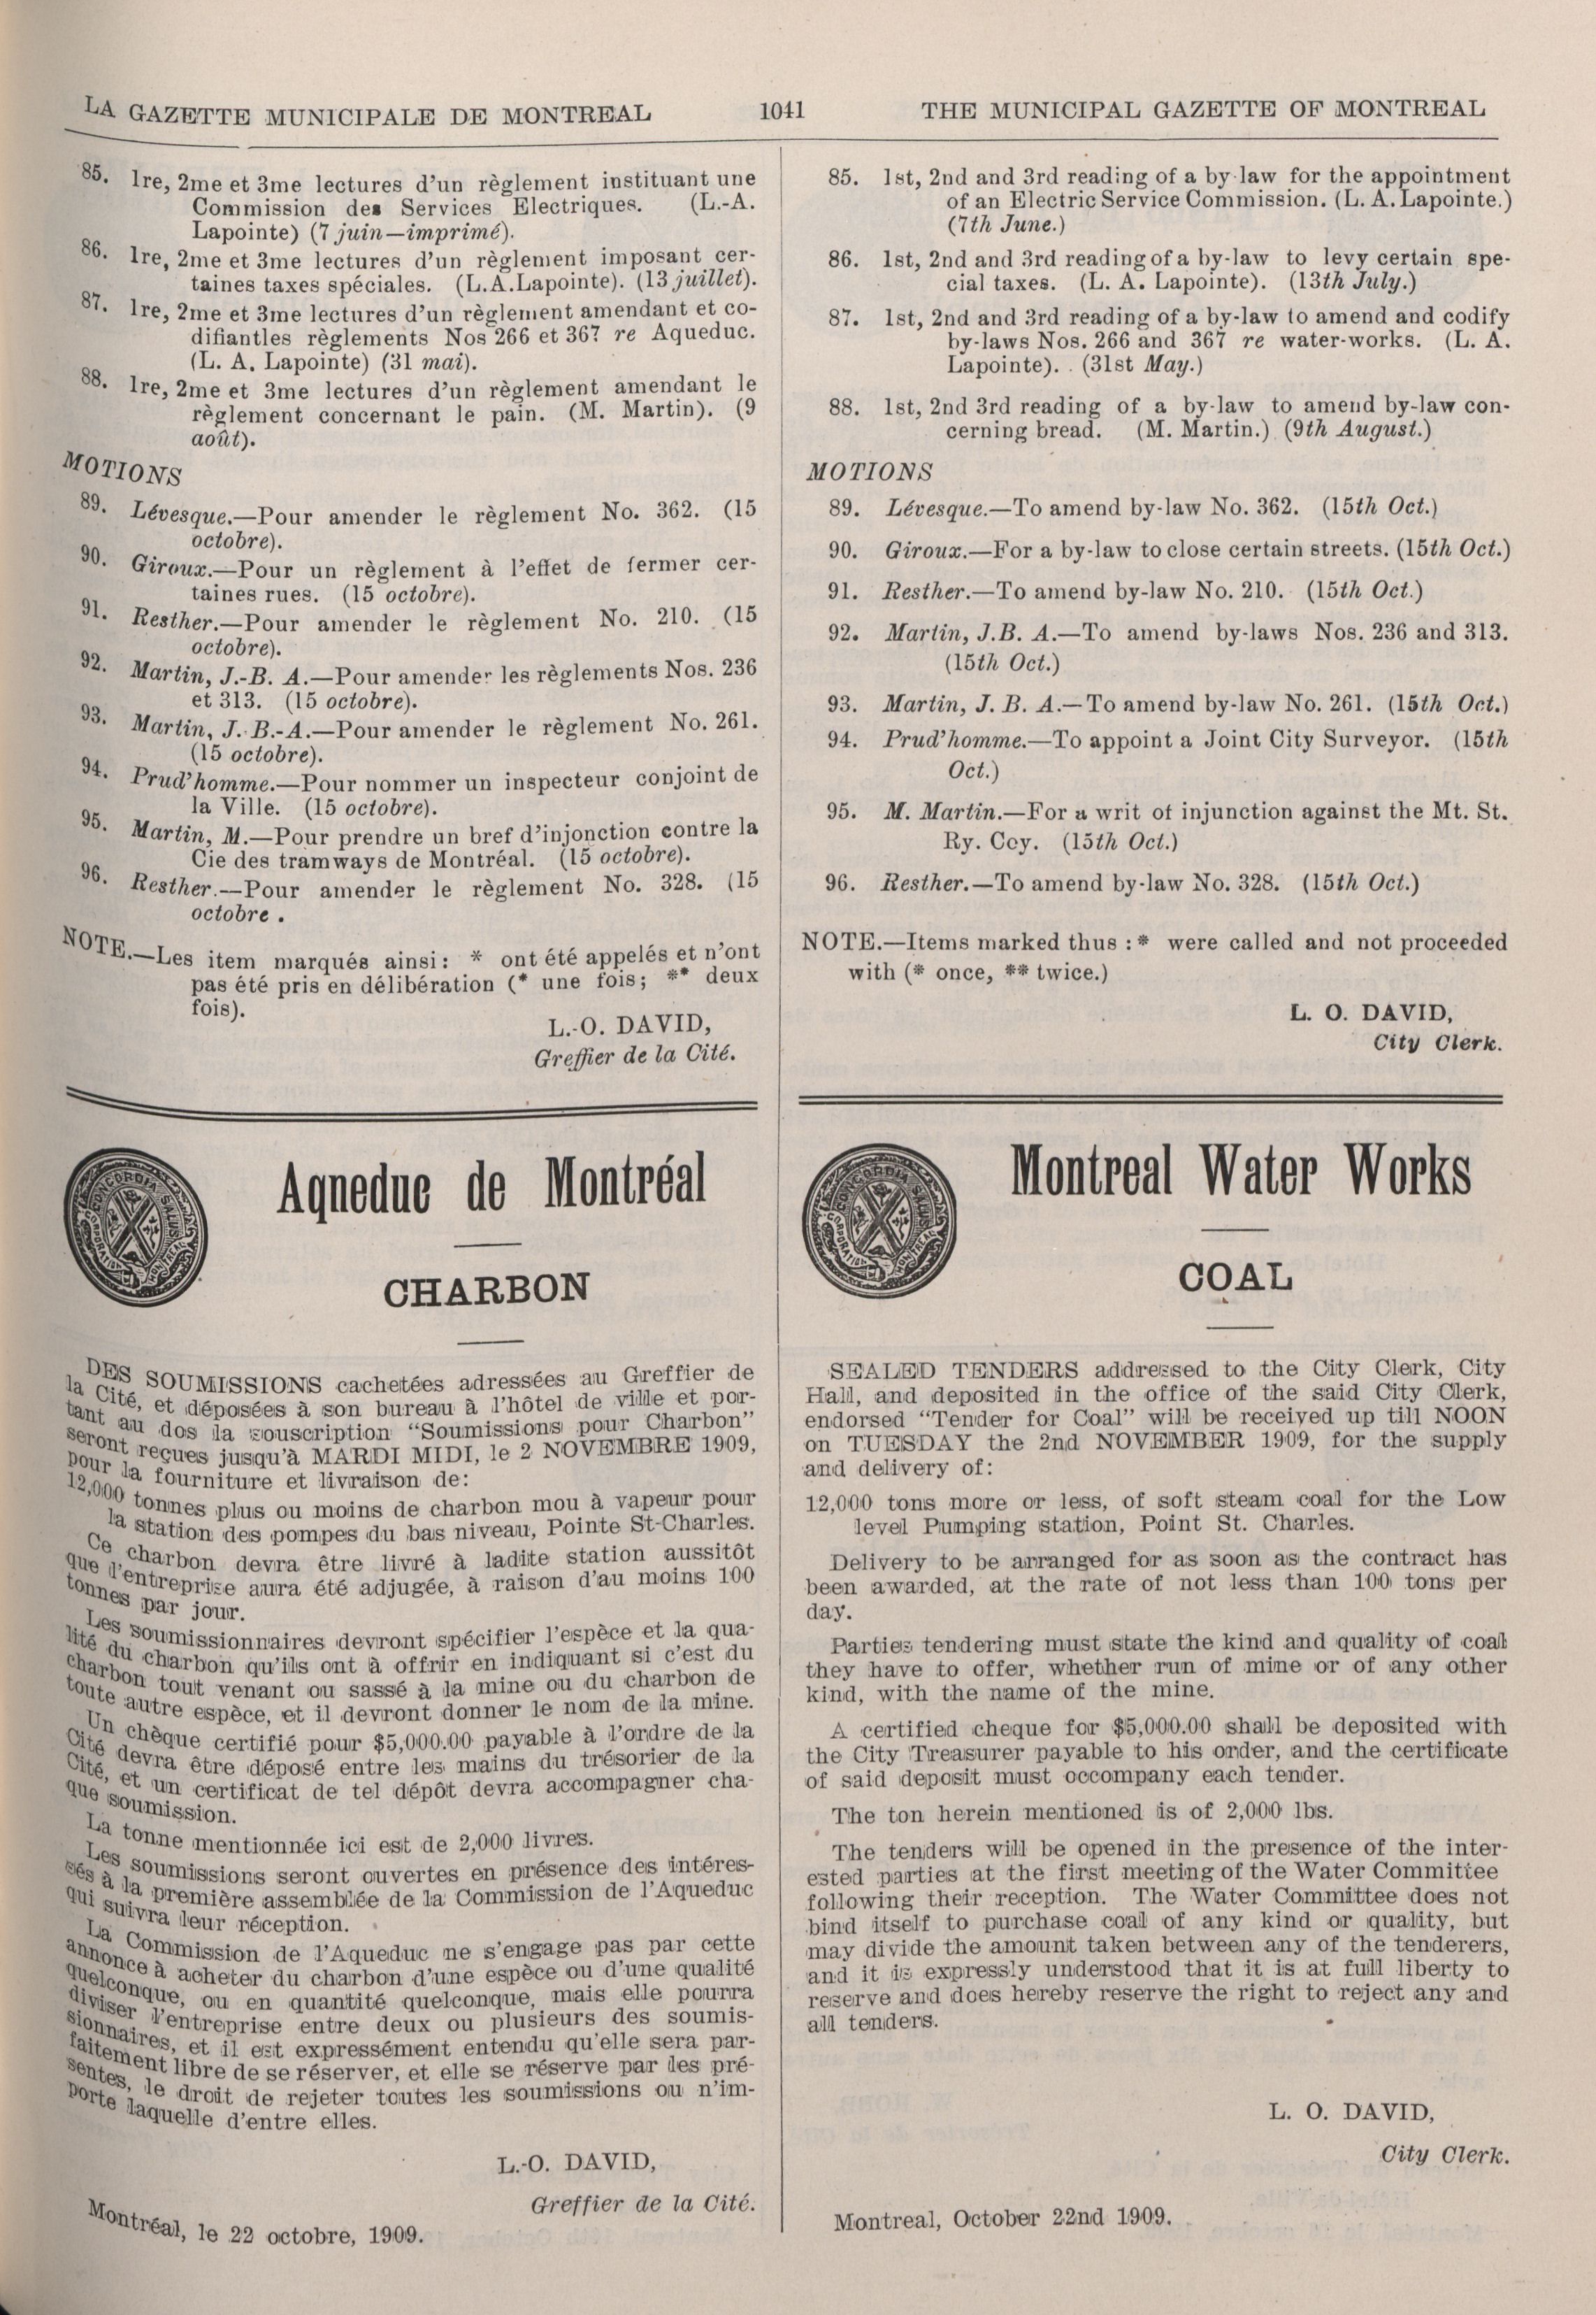 LA GAZETTE MUNICIPALE DE MONTREAL 1041 THE MUNICIPAL GAZETTE OF MONTREAL
85. 1re, 2me et 3me lectures d'un règlement instituant une
Commission des Services Electriques. (L.-A.
Lapointe) (7 juin—imprimé).
86. 1re, 2me et 3me lectures d'un règlement imposant cer-
taines taxes spéciales. (L.A.Lapointe). (13 juillet).
87. 1re, 2me et 3me lectures d'un règlement amendant et co-
difiantles règlements Nos 266 et 367 re Aqueduc.
(L. A. Lapointe) (31 mai).
88. 1re, 2me et 3me lectures d'un règlement amendant le
règlement concernant le pain. (M. Martin). (9
août).
MOTIONS
89. Lévesque.—Pour amender le règlement No. 362. (15
octobre).
90. Giroux.—Pour un règlement à l'effet de fermer cer-
taines rues. (15 octobre).
91. Resther.—Pour amender le règlement No. 210. (15
octobre).
92. Martin, J.-B. A.—Pour amender les règlements Nos. 236
et 313. (15 octobre).
93. Martin, J. B.-A.—Pour amender le règlement No. 261.
(15 octobre).
94. Prud'homme.—Pour nommer un inspecteur conjoint de
la Ville. (15 octobre).
95. Martin, M.—Pour prendre un bref d'injonction contre la
Cie des tramways de Montréal. (15 octobre).
96. Resther.—Pour amender le règlement No. 328. (15
octobre .
NOTE.—Les item marqués ainsi: * ont été appelés et n'ont
pas été pris en délibération (* une fois; ** deux
fois).
L.-O. DAVID,
Greffier de la Cité.
85. 1st, 2nd and 3rd reading of a by-law for the appointment
of an Electric Service Commission. (L. A. Lapointe.)
(7th June.)
86. 1st, 2nd and 3rd reading of a by-law to levy certain spe-
cial taxes. (L. A. Lapointe). (13th July.)
87. 1st, 2nd and 3rd reading of a by-law to amend and codify
by-laws Nos. 266 and 367 re water-works. (L. A.
Lapointe). . (31st May.)
88. 1st, 2nd 3rd reading of a by-law to amend by-law con-
cerning bread. (M. Martin.) (9th August.)
MOTIONS
89. Lévesque.—To amend by-law No. 362. (15th Oct.)
90. Giroux.—For a by-law to close certain streets. (15th Oct.)
91. Resther.—To amend by-law No. 210. (15th Oct.)
92. Martin, J.B. A.—To amend by-laws Nos. 236 and 313.
(15th Oct.)
93. Martin, J. B. A.—To amend by-law No. 261. (15th Oct.)
94. Prud'homme.—To appoint a Joint City Surveyor. (15th
Oct.)
95. M. Martin.—For a writ of injunction against the Mt. St.
Ry. Coy. (15th Oct.)
96. Resther.—To amend by-law No. 328. (15th Oct.)
NOTE.—Items marked thus :* were called and not proceeded
with (* once, ** twice.)
L. O. DAVID,
City Clerk.
CONCORDIA SALUS
CORPORATION MONTREAL
Aqneduc de Montréal
CHARBON
DES SOUMISSIONS cachetées adressées au Greffier de
la Cité, et déposées à son bureau à l'hôtel de ville et por-
tant au dos la souscription "Soumissions pour Charbon"
seront reçues jusqu'à MARDI MIDI, le 2 NOVEMBRE 1909,
pour la fourniture et livraison de:
12,000 tonnes plus ou moins de charbon mou à vapeur pour
la station des pompes du bas niveau, Pointe St-Charles.
Ce charbon devra être livré à ladite station aussitôt
que l'entreprise aura été adjugée, à raison d'au moins 100
tonnes par jour.
Les soumissionnaires devront spécifier l'espèce et la qua-
lité du charbon qu'ils ont à offrir en indiquant si c'est du
charbon tout venant ou sassé à la mine ou du charbon de
toute autre espèce, et il devront donner le nom de la mine.
Un chèque certifié pour $5,000.00 payable à l'ordre de la
Cité devra être déposé entre les mains du trésorier de la
Cité, et un certificat de tel dépôt devra accompagner cha-
que soumission.
La tonne mentionnée ici est de 2,000 livres.
Les soumissions seront ouvertes en présence des intéres-
sés à la première assemblée de la Commission de l'Aqueduc
qui suivra leur réception.
La Commission de l'Aqueduc ne s'engage pas par cette
annonce à acheter du charbon d'une espèce ou d'une qualité
quelconque, ou en quantité quelconque, mais elle pourra
diviser l'entreprise entre deux ou plusieurs des soumis-
sionnaires, et il est expressément entendu qu'elle sera par-
faitement libre de se réserver, et elle se réserve par les pré-
sentes, le droit de rejeter toutes les soumissions ou n'im-
porte laquelle d'entre elles.
L.-O. DAVID,
Greffier de la Cité.
Montréal, le 22 octobre, 1909.
CONCORDIA SALUS
CORPORATION MONTREAL
Montreal Water Works
COAL
SEALED TENDERS addressed to the City Clerk, City
Hall, and deposited in the office of the said City Clerk,
endorsed "Tender for Coal" will be received up till NOON
on TUESDAY the 2nd NOVEMBER 1909, for the supply
and delivery of:
12,000 tons more or less, of soft steam coal for the Low
level Pumping station, Point St. Charles.
Delivery to be arranged for as soon as the contract has
been awarded, at the rate of not less than 100 tons per
day.
Parties tendering must state the kind and quality of coal
they have to offer, whether run of mine or of any other
kind, with the name of the mine.
A certified cheque for $5,000.00 shall be deposited with
the City Treasurer payable to his order, and the certificate
of said deposit must occompany each tender.
The ton herein mentioned is of 2,000 lbs.
The tenders will be opened in the presence of the inter-
ested parties at the first meeting of the Water Committee
following their reception. The Water Committee does not
bind itself to purchase coal of any kind or quality, but
may divide the amount taken between any of the tenderers,
and it is expressly understood that it is at full liberty to
reserve and does hereby reserve the right to reject any and
all tenders.
L. O. DAVID,
City Clerk.
Montreal, October 22nd 1909.